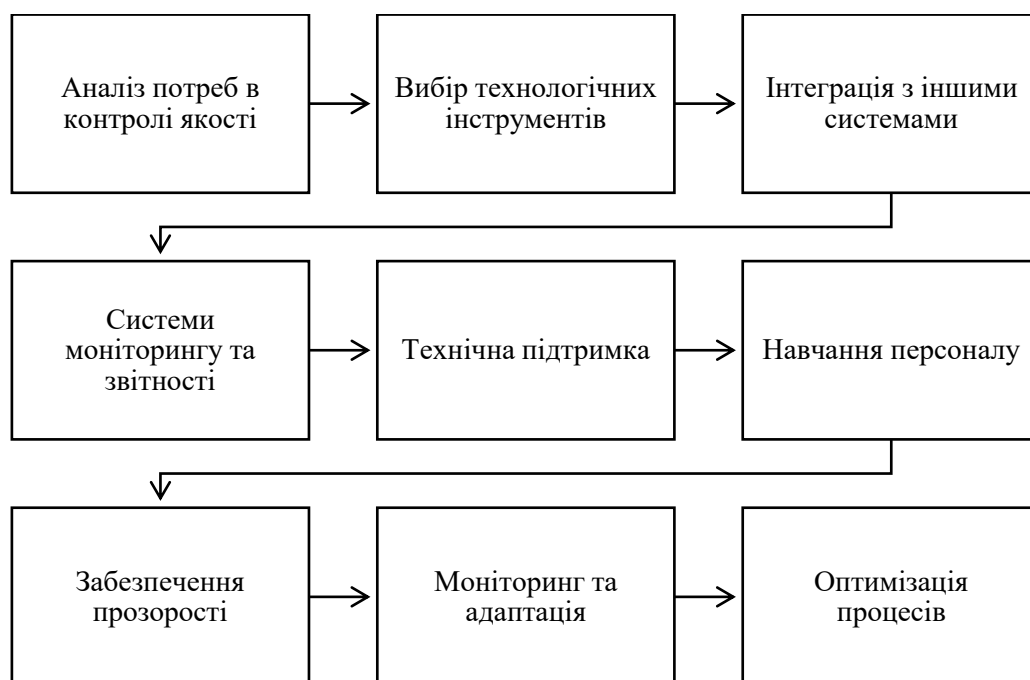 Аналіз потреб в
контролі якості
Вибір технологічних
інструментів
Інтеграція з іншими
системами
Системи
моніторингу та
звітності
Технічна підтримка
Навчання персоналу
Забезпечення
прозорості
Моніторинг та
адаптація
Оптимізація
процесів